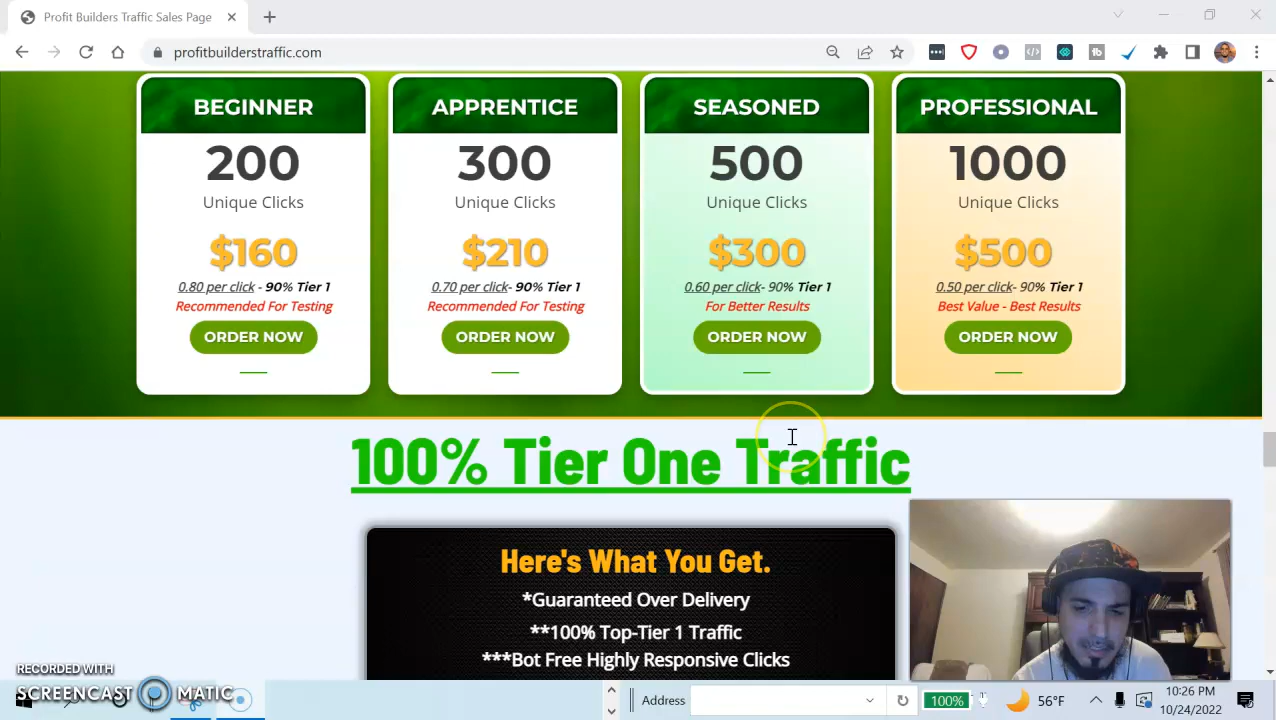 Profit Builders Traffic Sales Page
profitbuilderstraffic.com
BEGINNER
200
Unique Clicks
$160
0.80 per click - 90% Tier 1
Recommended For Testing
ORDER NOW
APPRENTICE
300
Unique Clicks
$210
0.70 per click- 90% Tier 1
Recommended For Testing
ORDER NOW
SEASONED
500
Unique Clicks
$300
0.60 per click- 90% Tier 1
For Better Results
ORDER NOW
PROFESSIONAL
1000
Unique Clicks
$500
0.50 per click- 90% Tier 1
Best Value - Best Results
ORDER NOW
100% Tier One Traffic
Here's What You Get.
*Guaranteed Over Delivery
**100% Top-Tier 1 Traffic
***Bot Free Highly Responsive Clicks
RECORDED WITH
SCREENCAST MATIC
Address
100%
56°F
10:26 PM
10/24/2022